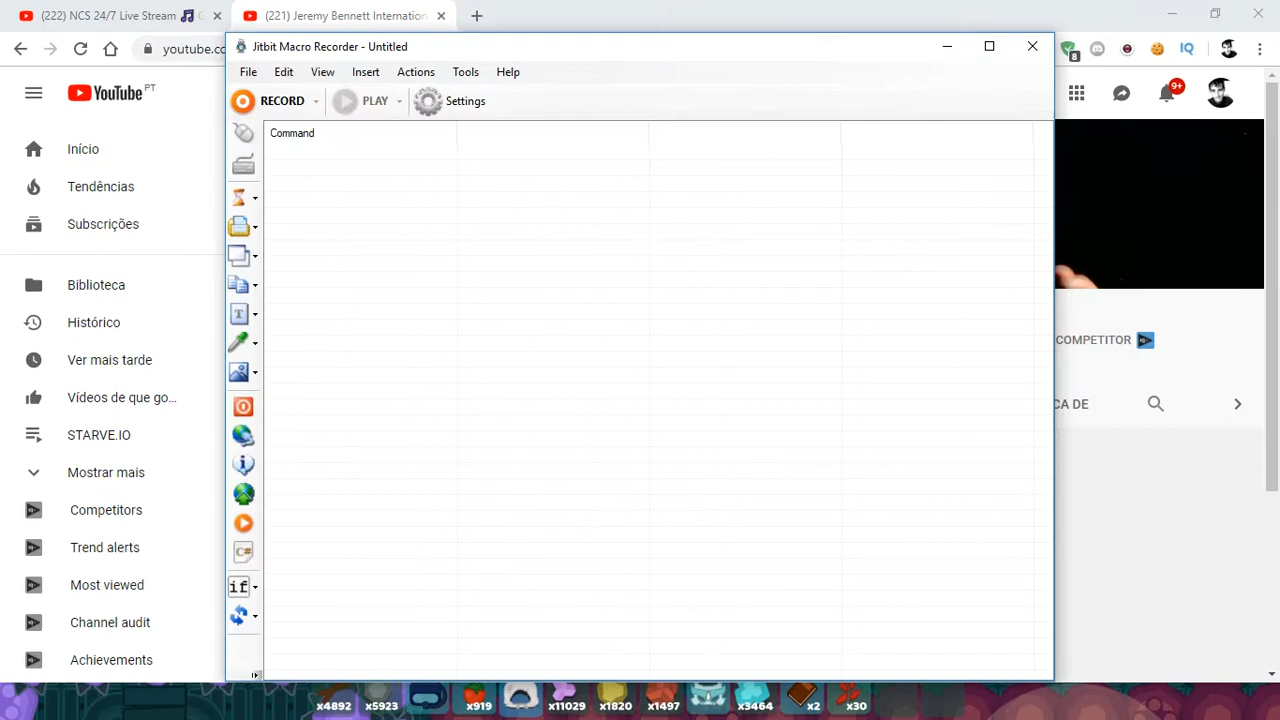 (222) NCS 24/7 Live Stream 🎵 G
(221) Jeremy Bennett Internation
youtube.co
8
Jitbit Macro Recorder - Untitled
File Edit View Insert Actions Tools Help
RECORD PLAY Settings
Command
YouTube PT
9+
Início
Tendências
Subscrições
Biblioteca
Histórico
Ver mais tarde
Vídeos de que go...
STARVE.IO
Mostrar mais
Competitors
Trend alerts
Most viewed
Channel audit
Achievements
COMPETITOR
CA DE
IQ
T
C#
if
x4892 x5923 x919 x11029 x1820 x1497 x3464 x2 x30